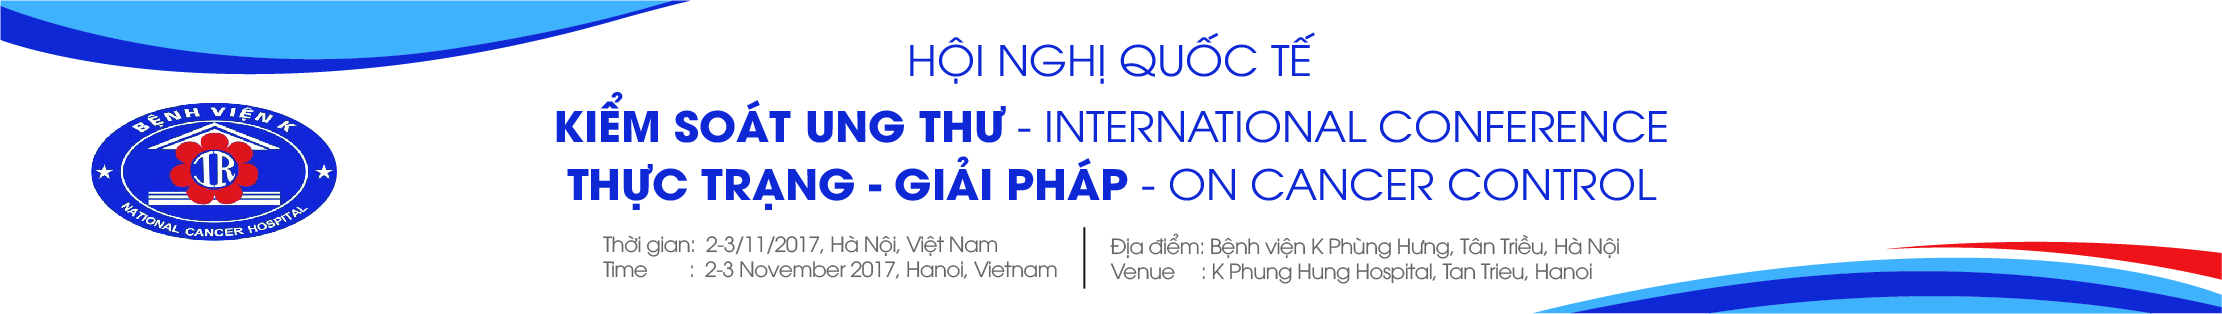 BỆNH VIỆN K
TR
NATIONAL CANCER HOSPITAL
HỘI NGHỊ QUỐC TẾ
KIỂM SOÁT UNG THƯ - INTERNATIONAL CONFERENCE
THỰC TRẠNG - GIẢI PHÁP - ON CANCER CONTROL
Thời gian: 2-3/11/2017, Hà Nội, Việt Nam
Time : 2-3 November 2017, Hanoi, Vietnam
Địa điểm: Bệnh viện K Phùng Hưng, Tân Triều, Hà Nội
Venue : K Phung Hung Hospital, Tan Trieu, Hanoi